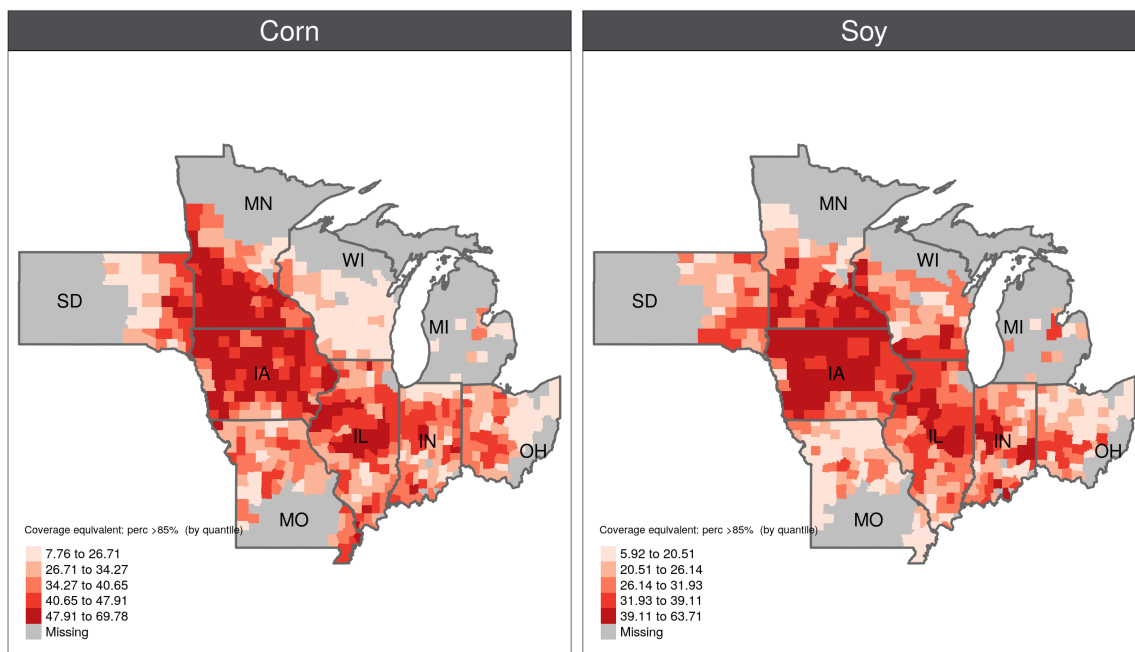 Corn
MN
WI
SD
MI
IA
IL
IN
OH
MO
Coverage equivalent: perc >85% (by quantile)
7.76 to 26.71
26.71 to 34.27
34.27 to 40.65
40.65 to 47.91
47.91 to 69.78
Missing
Soy
MN
WI
SD
MI
IA
IL
IN
OH
MO
Coverage equivalent: perc >85% (by quantile)
5.92 to 20.51
20.51 to 26.14
26.14 to 31.93
31.93 to 39.11
39.11 to 63.71
Missing